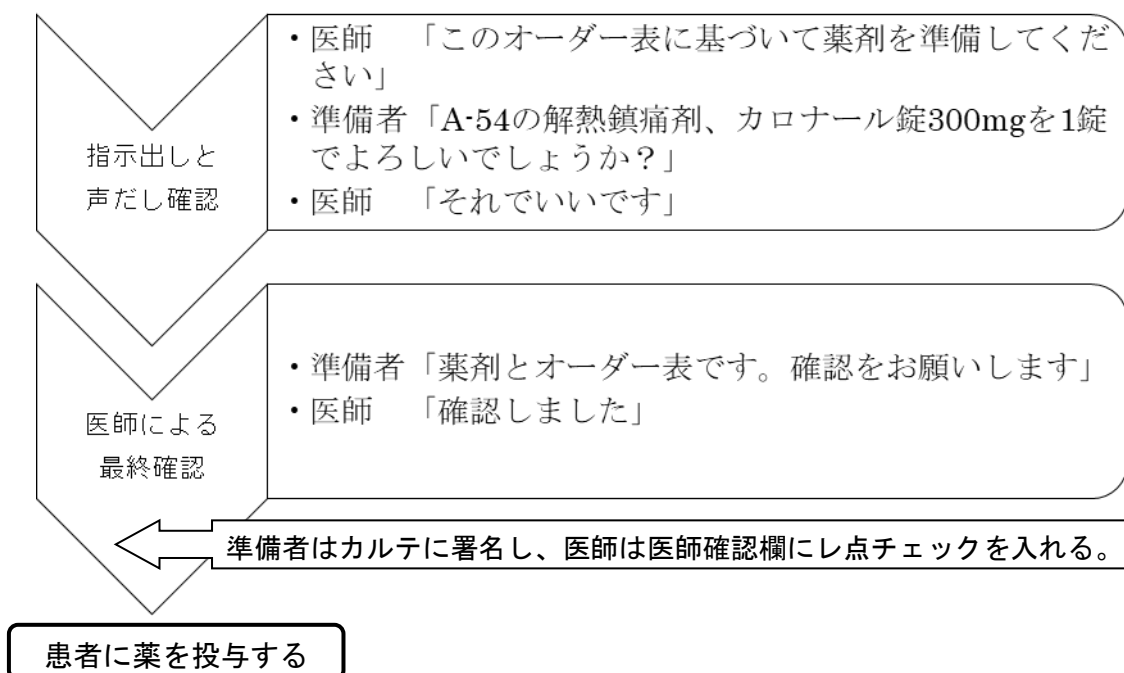 指示出しと
声だし確認
・医師　「このオーダー表に基づいて薬剤を準備してくだ
さい」
・準備者「A-54の解熱鎮痛剤、カロナール錠300mgを1錠
でよろしいでしょうか？」
・医師　「それでいいです」
医師による
最終確認
・準備者「薬剤とオーダー表です。確認をお願いします」
・医師　「確認しました」
準備者はカルテに署名し、医師は医師確認欄にレ点チェックを入れる。
患者に薬を投与する